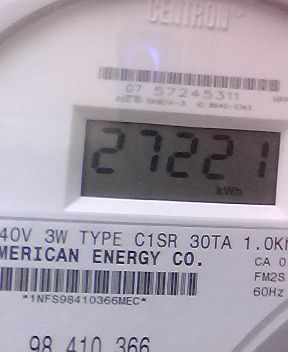 CENTRON®
07 57245311
27221
kWh
40V 3W TYPE C1SR 30TA 1.0Kh
MERICAN ENERGY CO.
CA 0
FM2S
60Hz
*1NFS98410366MEC*
98 410 366